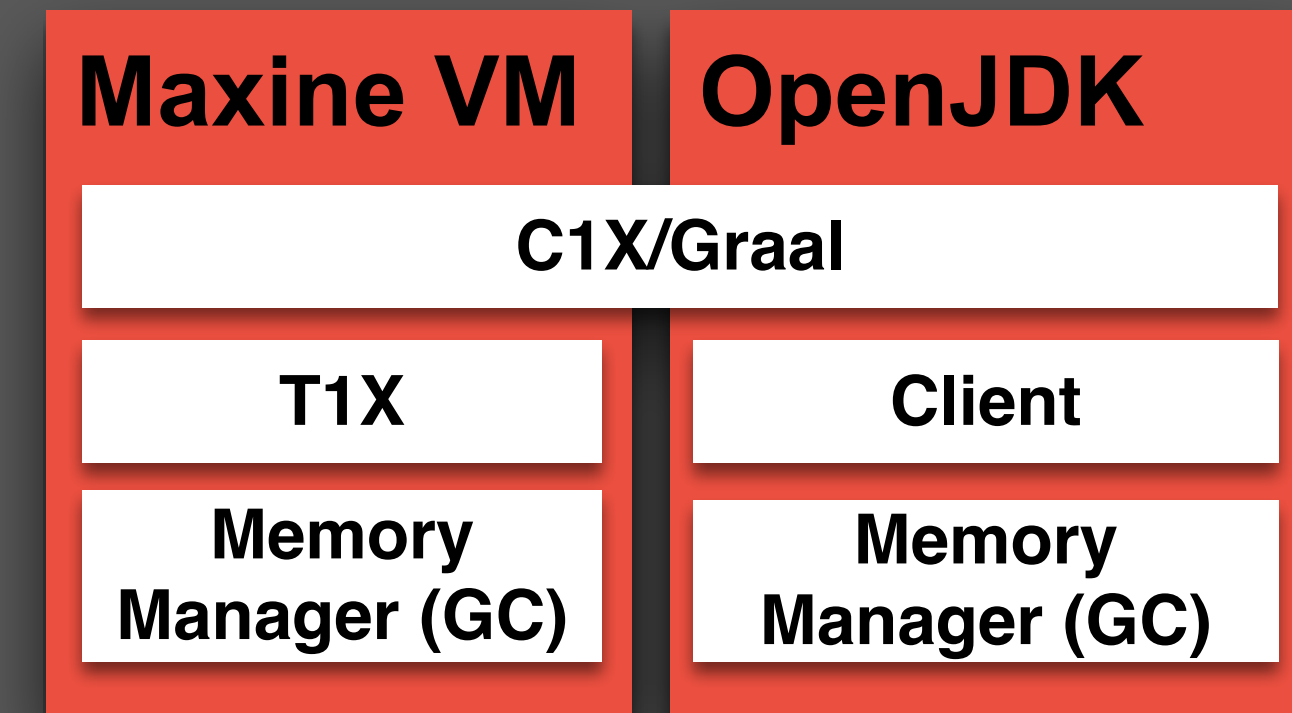 Maxine VM
OpenJDK
C1X/Graal
T1X
Client
Memory
Manager (GC)
Memory
Manager (GC)